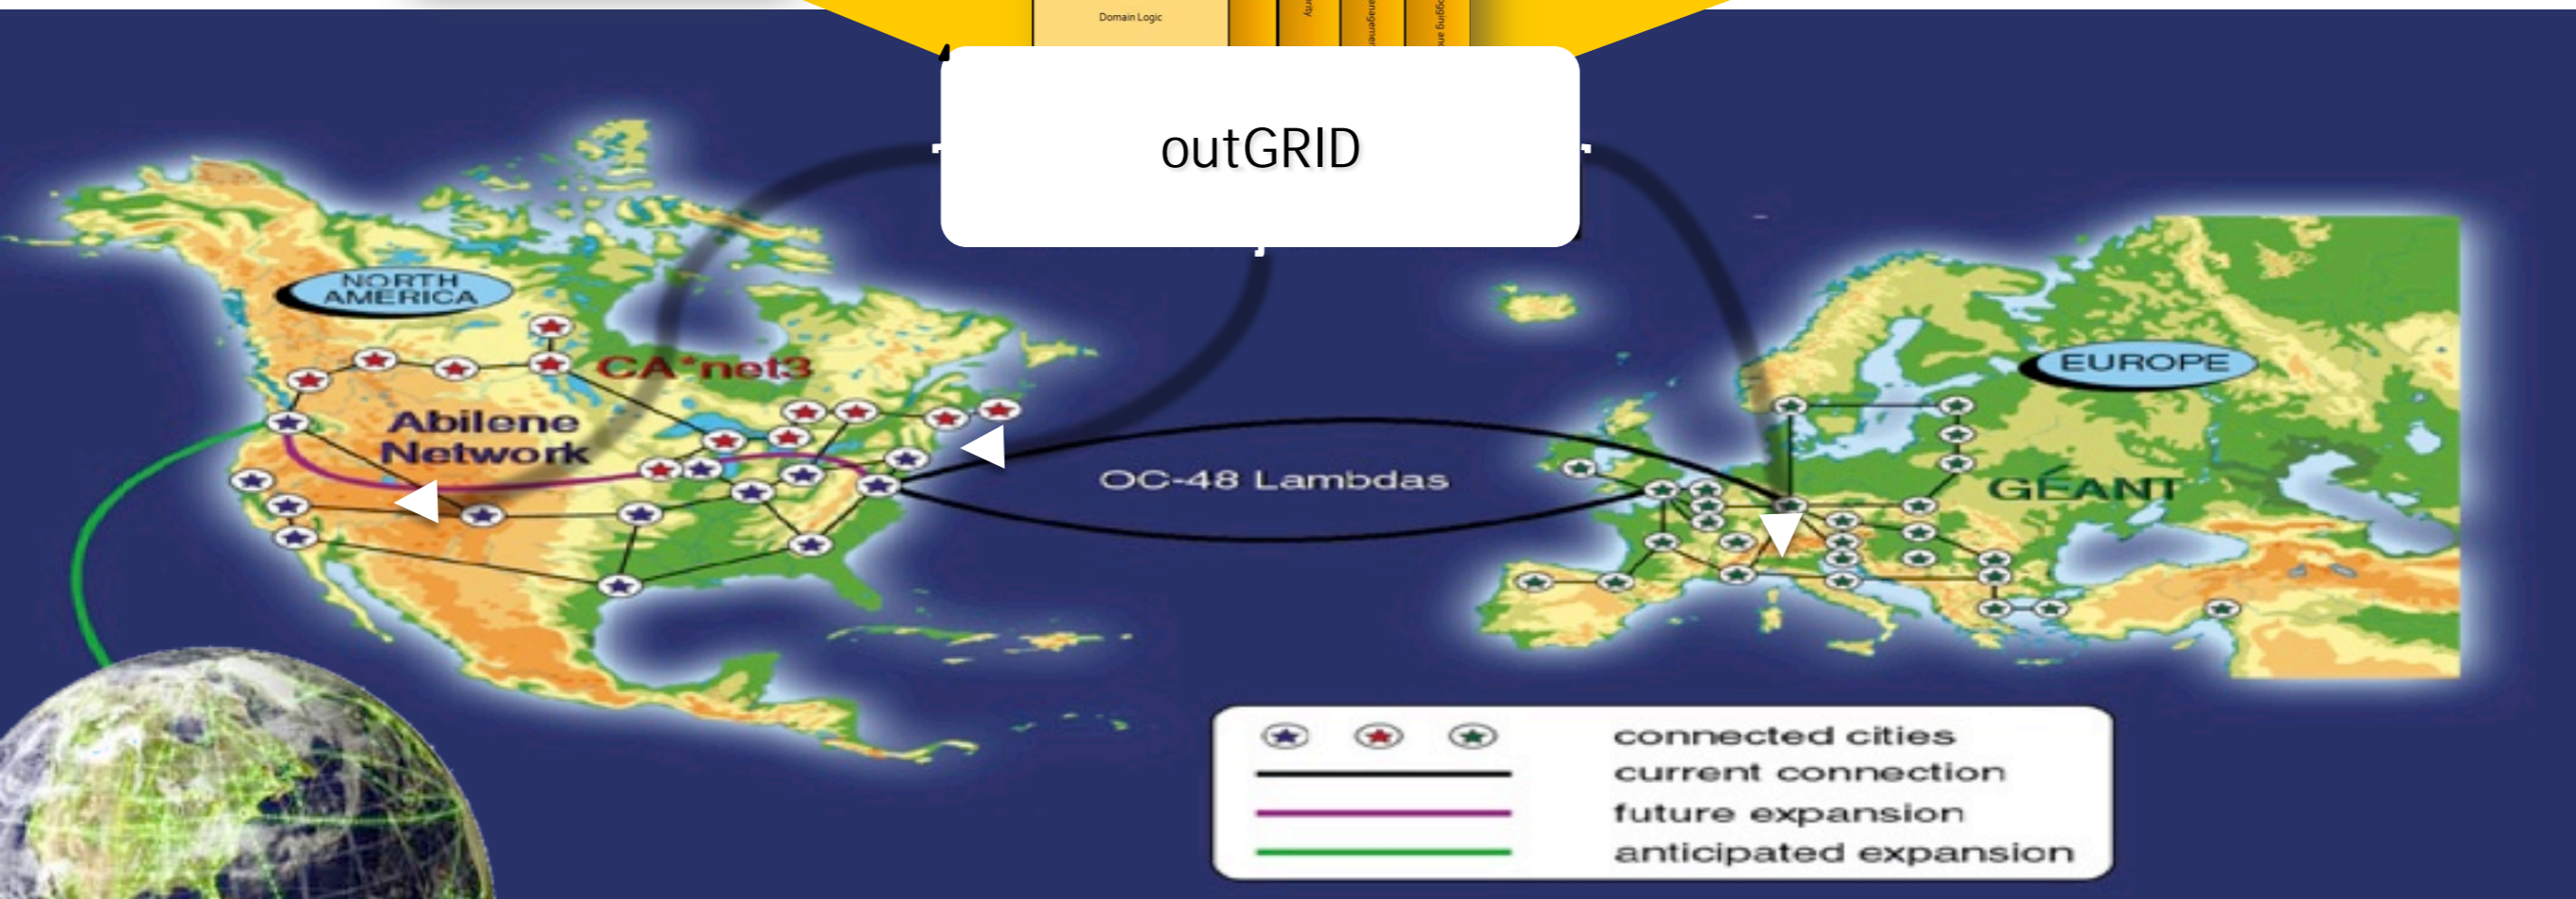 Domain Logic
outGRID
NORTH
AMERICA
CA*net3
Abilene
Network
OC-48 Lambdas
EUROPE
GÉANT
connected cities
current connection
future expansion
anticipated expansion